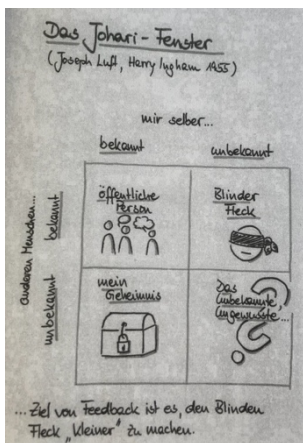 Das Johari-Fenster
(Joseph Luft, Harry Ingham 1955)
mir selber...
bekannt
unbekannt
anderen Menschen...
bekannt
öffentliche
Person
Blinder
Fleck
unbekannt
mein
Geheimnis
Das
Unbekannte,
Ungewusste...
?
...Ziel von Feedback ist es, den Blinden
Fleck „kleiner“ zu machen.